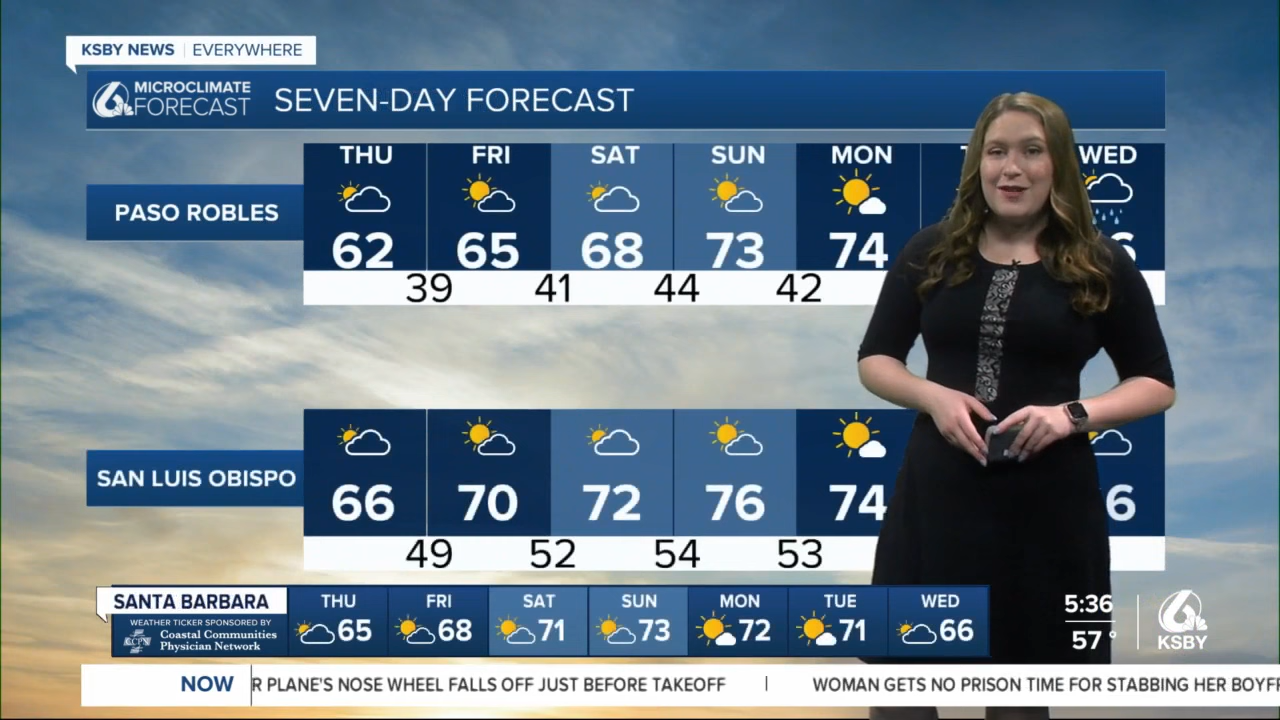 KSBY NEWS | EVERYWHERE
6 MICROCLIMATE FORECAST SEVEN-DAY FORECAST
THU FRI SAT SUN MON WED
PASO ROBLES
62 65 68 73 74
39 41 44 42
SAN LUIS OBISPO
66 70 72 76 74
49 52 54 53
SANTA BARBARA THU FRI SAT SUN MON TUE WED
WEATHER TICKER SPONSORED BY
CCPN Coastal Communities
Physician Network
65 68 71 73 72 71 66
5:36
57°
6
KSBY
NOW R PLANE'S NOSE WHEEL FALLS OFF JUST BEFORE TAKEOFF | WOMAN GETS NO PRISON TIME FOR STABBING HER BOYF